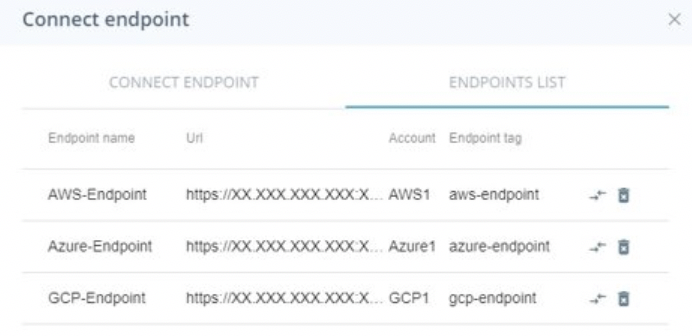 Connect endpoint
CONNECT ENDPOINT ENDPOINTS LIST
Endpoint name Url Account Endpoint tag
AWS-Endpoint https://XX.XXX.XXX.XXX:X... AWS1 aws-endpoint
Azure-Endpoint https://XX.XXX.XXX.XXX:X... Azure1 azure-endpoint
GCP-Endpoint https://XX.XXX.XXX.XXX:X... GCP1 gcp-endpoint